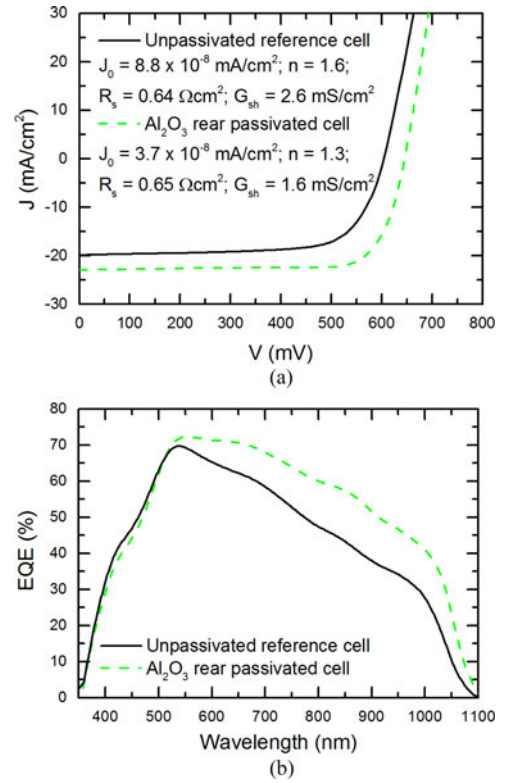 30
20
10
0
-10
-20
-30
J (mA/cm²)
Unpassivated reference cell
J₀ = 8.8 x 10⁻⁸ mA/cm²; n = 1.6;
Rₛ = 0.64 Ωcm²; Gₛₕ = 2.6 mS/cm²
Al₂O₃ rear passivated cell
J₀ = 3.7 x 10⁻⁸ mA/cm²; n = 1.3;
Rₛ = 0.65 Ωcm²; Gₛₕ = 1.6 mS/cm²
0 100 200 300 400 500 600 700 800
V (mV)
(a)
80
70
60
50
40
30
20
10
0
EQE (%)
Unpassivated reference cell
Al₂O₃ rear passivated cell
400 500 600 700 800 900 1000 1100
Wavelength (nm)
(b)